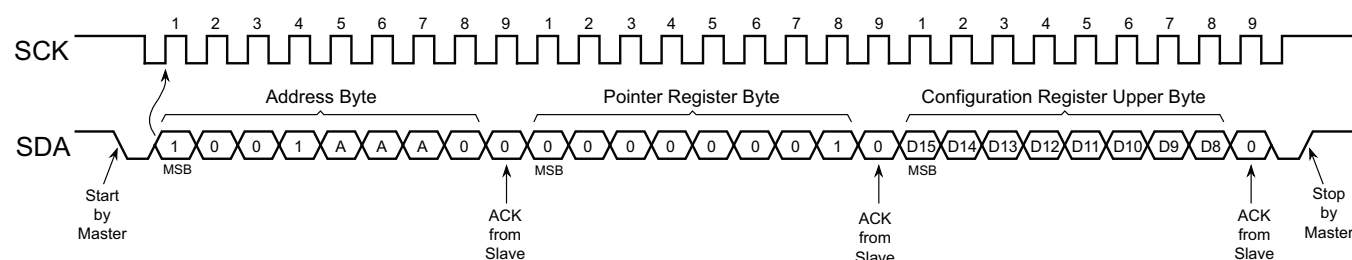 1 2 3 4 5 6 7 8 9 1 2 3 4 5 6 7 8 9 1 2 3 4 5 6 7 8 9
SCK
Address Byte Pointer Register Byte Configuration Register Upper Byte
SDA 1 0 0 1 A A A 0 0 0 0 0 0 0 0 0 1 0 D15 D14 D13 D12 D11 D10 D9 D8 0
MSB MSB MSB
Start
by
Master
ACK
from
Slave
ACK
from
Slave
ACK
from
Slave
Stop
by
Master